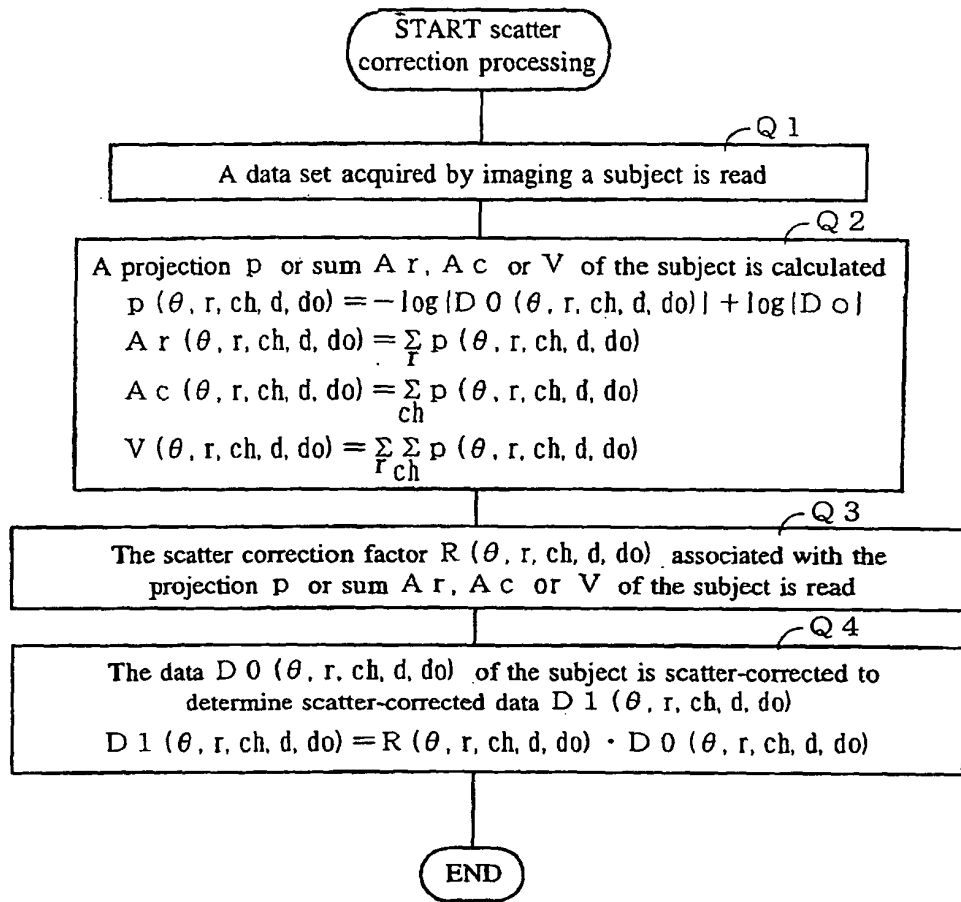 START scatter
correction processing
Q 1
A data set acquired by imaging a subject is read
Q 2
A projection p or sum A r, A c or V of the subject is calculated
p (θ, r, ch, d, do) = −log|D 0 (θ, r, ch, d, do)| + log|D o|
A r (θ, r, ch, d, do) = Σ p (θ, r, ch, d, do)
r
A c (θ, r, ch, d, do) = Σ p (θ, r, ch, d, do)
ch
V (θ, r, ch, d, do) = Σ Σ p (θ, r, ch, d, do)
r ch
Q 3
The scatter correction factor R (θ, r, ch, d, do) associated with the
projection p or sum A r, A c or V of the subject is read
Q 4
The data D 0 (θ, r, ch, d, do) of the subject is scatter-corrected to
determine scatter-corrected data D 1 (θ, r, ch, d, do)
D 1 (θ, r, ch, d, do) = R (θ, r, ch, d, do) · D 0 (θ, r, ch, d, do)
END